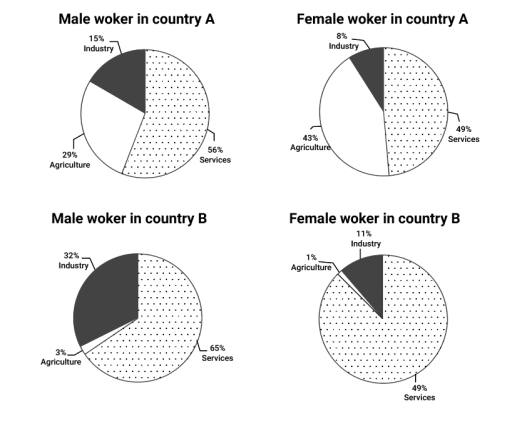 Male woker in country A
Female woker in country A
15%
Industry
29%
Agriculture
56%
Services
8%
Industry
43%
Agriculture
49%
Services
Male woker in country B
Female woker in country B
32%
Industry
3%
Agriculture
65%
Services
11%
Industry
1%
Agriculture
49%
Services